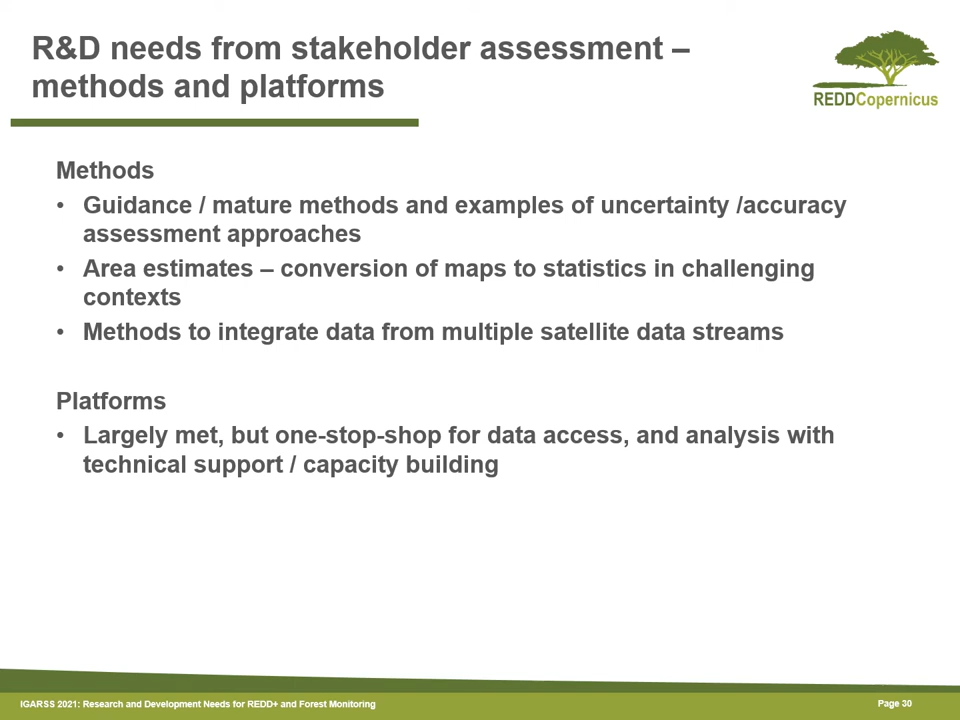 R&D needs from stakeholder assessment –
methods and platforms
REDDCopernicus
Methods
• Guidance / mature methods and examples of uncertainty /accuracy
assessment approaches
• Area estimates – conversion of maps to statistics in challenging
contexts
• Methods to integrate data from multiple satellite data streams
Platforms
• Largely met, but one-stop-shop for data access, and analysis with
technical support / capacity building
IGARSS 2021: Research and Development Needs for REDD+ and Forest Monitoring
Page 30